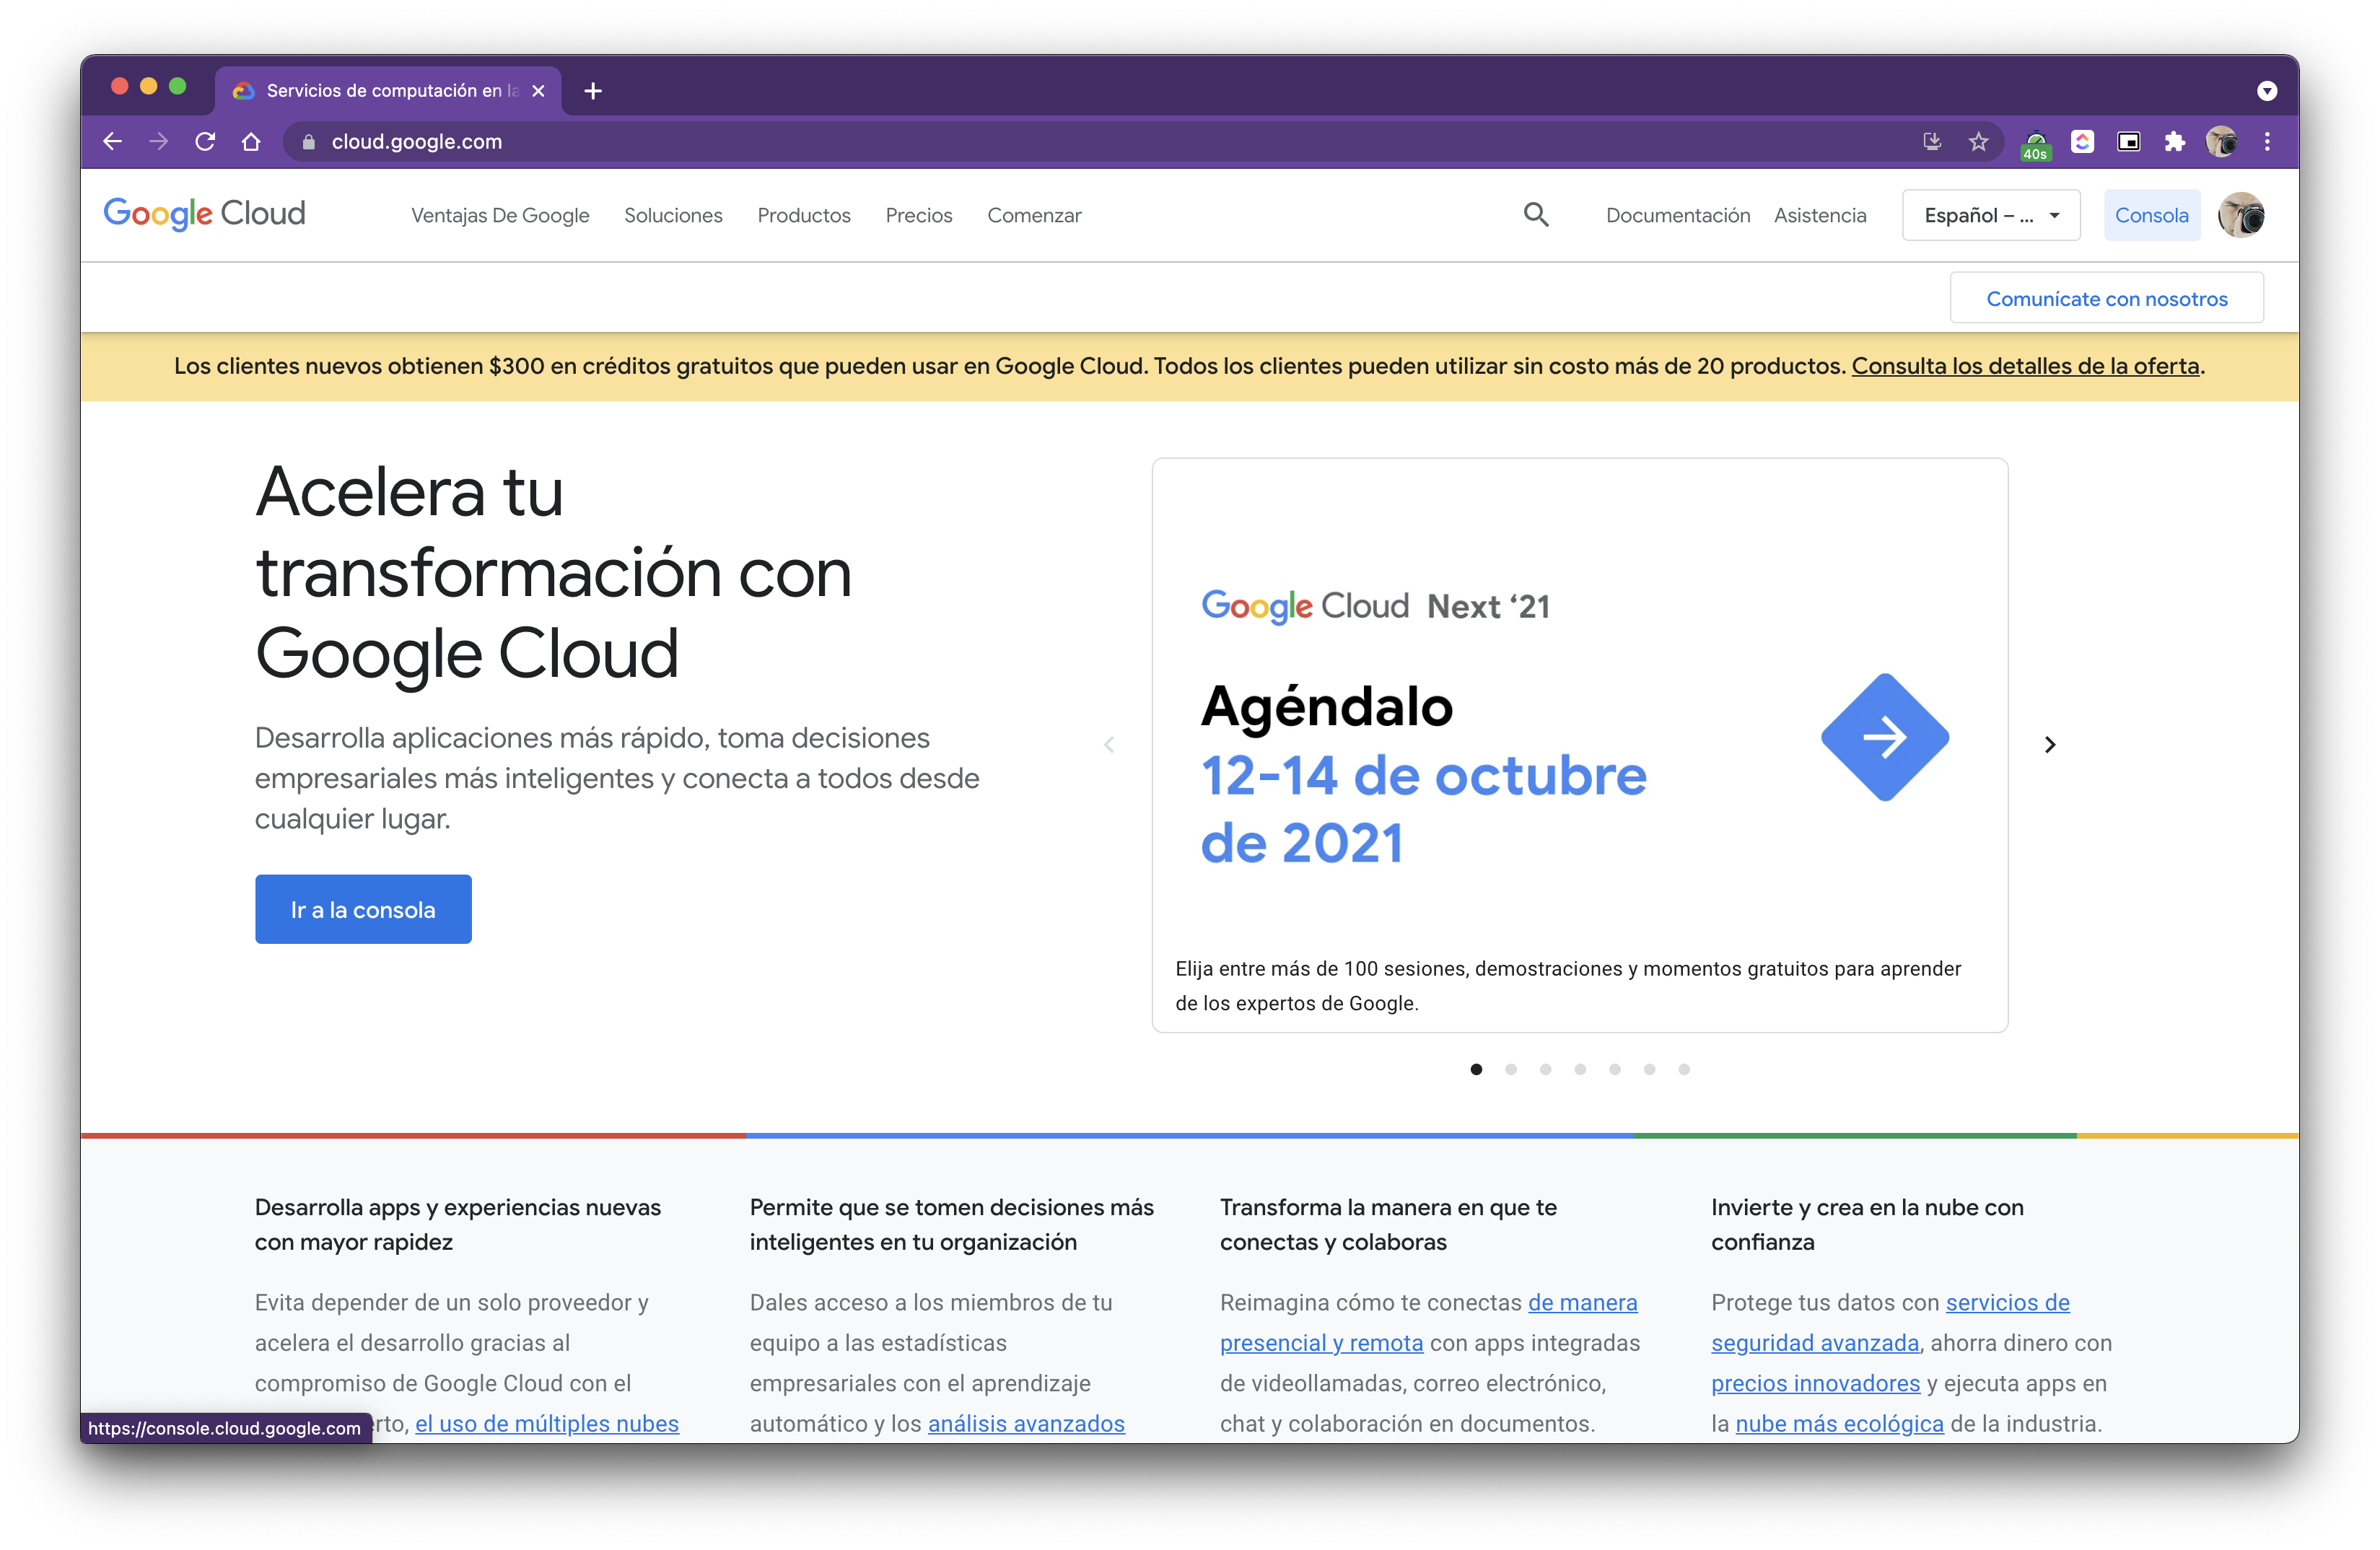 Servicios de computación en la
cloud.google.com
40s
Google Cloud
Ventajas De Google
Soluciones
Productos
Precios
Comenzar
Documentación
Asistencia
Español – ...
Consola
Comunícate con nosotros
Los clientes nuevos obtienen $300 en créditos gratuitos que pueden usar en Google Cloud. Todos los clientes pueden utilizar sin costo más de 20 productos. Consulta los detalles de la oferta.
Acelera tu
transformación con
Google Cloud
Desarrolla aplicaciones más rápido, toma decisiones
empresariales más inteligentes y conecta a todos desde
cualquier lugar.
Ir a la consola
Google Cloud Next ‘21
Agéndalo
12-14 de octubre
de 2021
Elija entre más de 100 sesiones, demostraciones y momentos gratuitos para aprender
de los expertos de Google.
Desarrolla apps y experiencias nuevas
con mayor rapidez
Evita depender de un solo proveedor y
acelera el desarrollo gracias al
compromiso de Google Cloud con el
el uso de múltiples nubes
Permite que se tomen decisiones más
inteligentes en tu organización
Dales acceso a los miembros de tu
equipo a las estadísticas
empresariales con el aprendizaje
automático y los análisis avanzados
Transforma la manera en que te
conectas y colaboras
Reimagina cómo te conectas de manera
presencial y remota con apps integradas
de videollamadas, correo electrónico,
chat y colaboración en documentos.
Invierte y crea en la nube con
confianza
Protege tus datos con servicios de
seguridad avanzada, ahorra dinero con
precios innovadores y ejecuta apps en
la nube más ecológica de la industria.
https://console.cloud.google.com